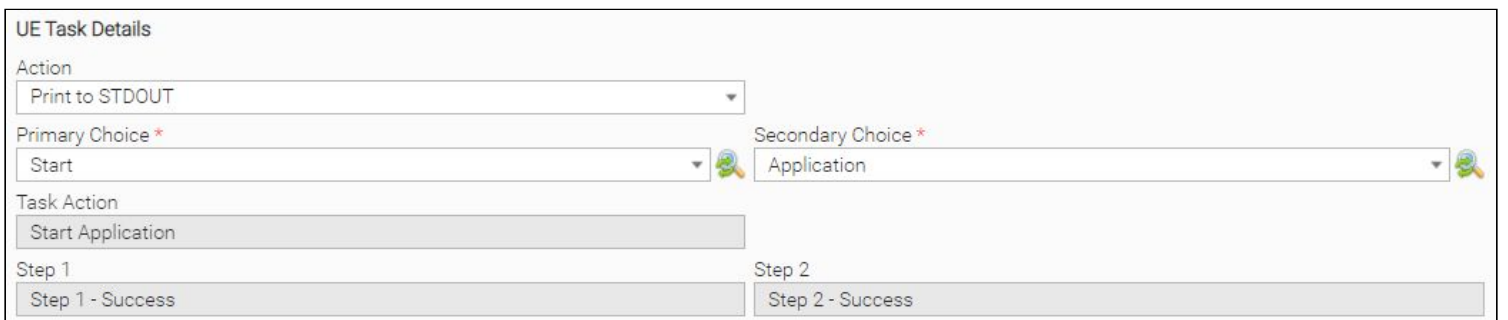 UE Task Details
Action
Print to STDOUT
Primary Choice * Secondary Choice *
Start Application
Task Action
Start Application
Step 1 Step 2
Step 1 - Success Step 2 - Success